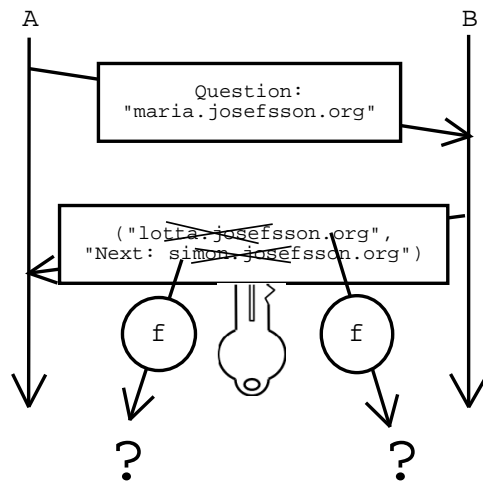 A
B
Question:
"maria.josefsson.org"
("lotta.josefsson.org",
"Next: simon.josefsson.org")
f
f
?
?